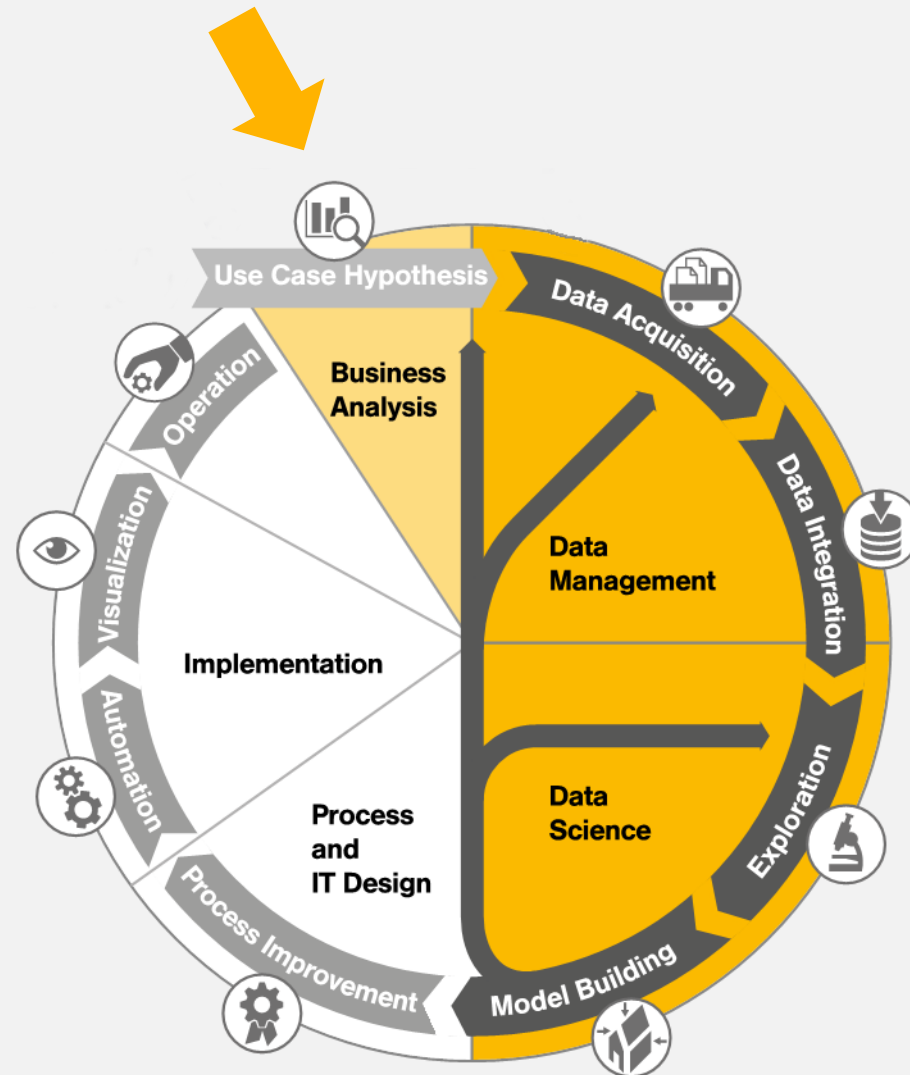 Use Case Hypothesis
Data Acquisition
Data Integration
Exploration
Model Building
Process Improvement
Automation
Visualization
Operation
Business
Analysis
Data
Management
Data
Science
Process
and
IT Design
Implementation